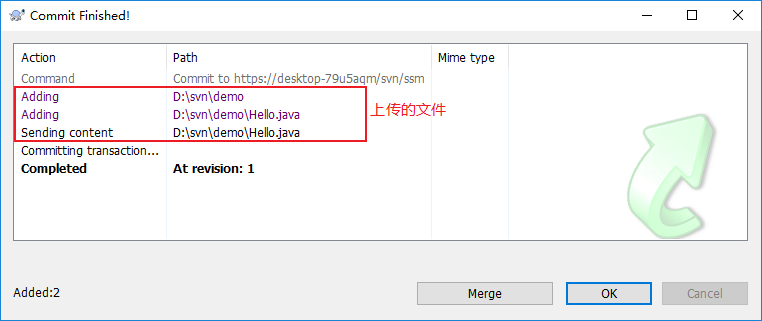 Commit Finished!
Action Path Mime type
Command Commit to https://desktop-79u5aqm/svn/ssm
Adding D:\svn\demo
Adding D:\svn\demo\Hello.java
上传的文件
Sending content D:\svn\demo\Hello.java
Committing transaction...
Completed At revision: 1
Added:2 Merge OK Cancel